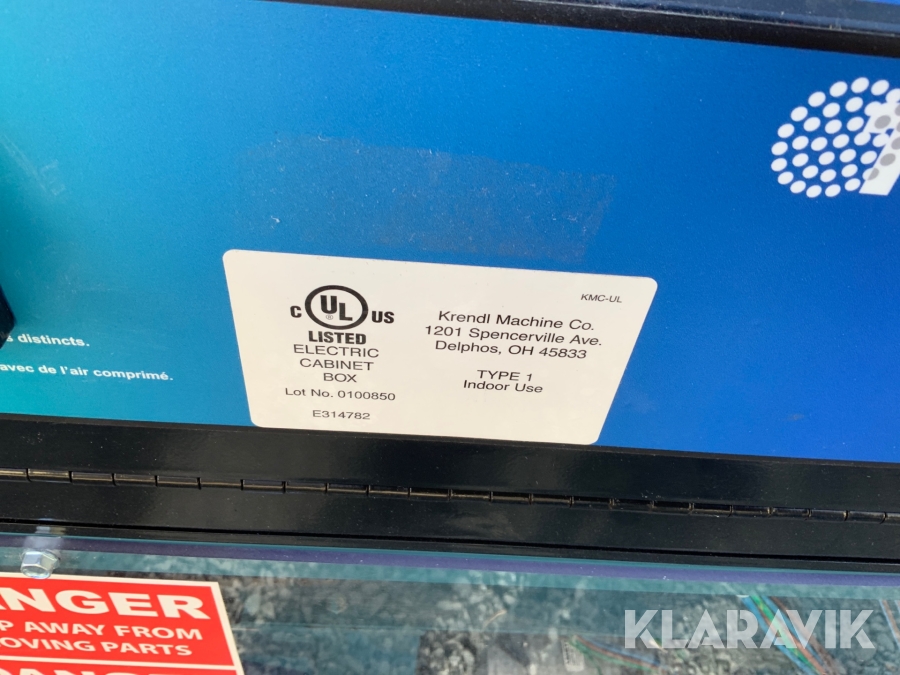 s distincts.
avec de l'air comprimé.
C UL US
®
LISTED
ELECTRIC
CABINET
BOX
Lot No. 0100850
E314782
KMC-UL
Krendl Machine Co.
1201 Spencerville Ave.
Delphos, OH 45833
TYPE 1
Indoor Use
ANGER
P AWAY FROM
OVING PARTS
KLARAVIK